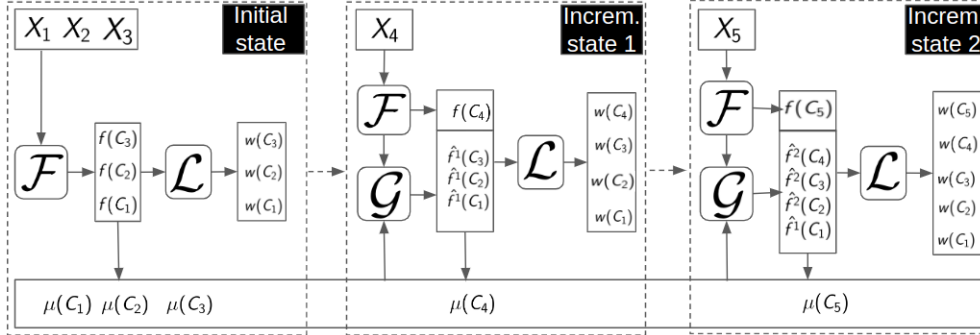 X₁ X₂ X₃
Initial
state
ℱ
f(C₃)
f(C₂)
f(C₁)
ℒ
w(C₃)
w(C₂)
w(C₁)
X₄
Increm.
state 1
ℱ
𝒢
f(C₄)
f̂¹(C₃)
f̂¹(C₂)
f̂¹(C₁)
ℒ
w(C₄)
w(C₃)
w(C₂)
w(C₁)
X₅
Increm.
state 2
ℱ
𝒢
f(C₅)
f̂²(C₄)
f̂²(C₃)
f̂²(C₂)
f̂¹(C₁)
ℒ
w(C₅)
w(C₄)
w(C₃)
w(C₂)
w(C₁)
μ(C₁) μ(C₂) μ(C₃) μ(C₄) μ(C₅)